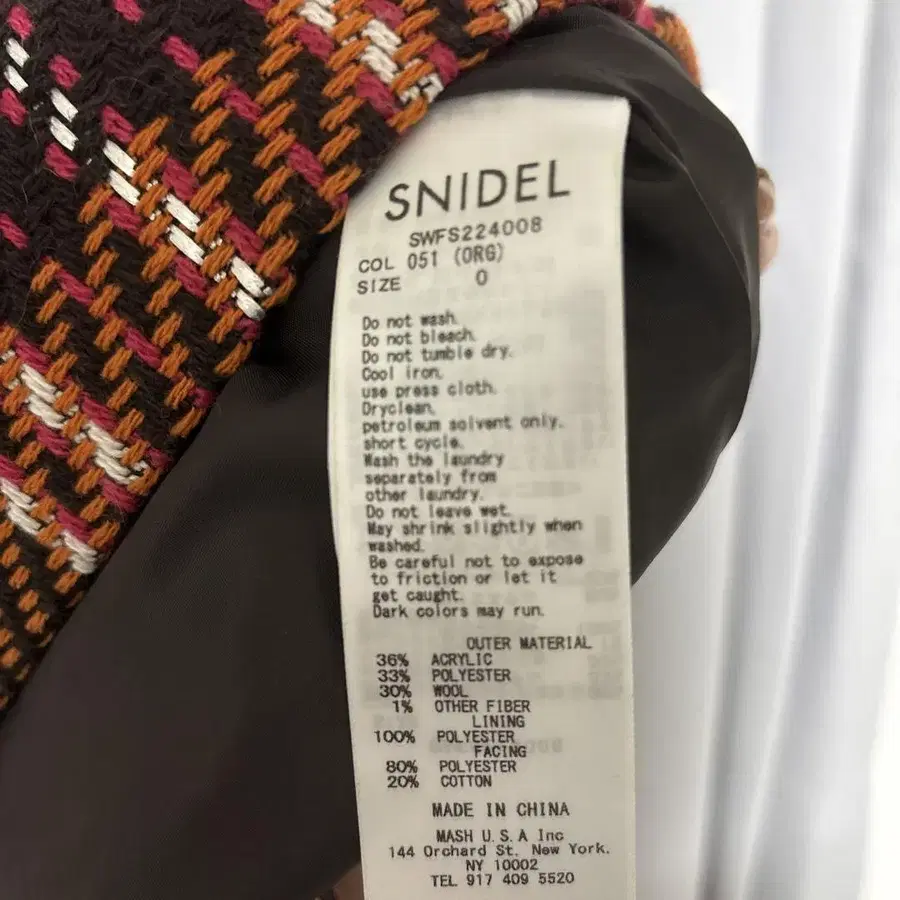 SNIDEL
SWFS224008
COL 051 (ORG)
SIZE 0
Do not wash.
Do not bleach.
Do not tumble dry.
Cool iron,
use press cloth.
Dryclean,
petroleum solvent only.
short cycle.
Wash the laundry
separately from
other laundry.
Do not leave wet.
May shrink slightly when
washed.
Be careful not to expose
to friction or let it
get caught.
Dark colors may run.
OUTER MATERIAL
36% ACRYLIC
33% POLYESTER
30% WOOL
1% OTHER FIBER
LINING
100% POLYESTER
FACING
80% POLYESTER
20% COTTON
MADE IN CHINA
MASH U.S.A Inc
144 Orchard St. New York.
NY 10002
TEL 917 409 5520